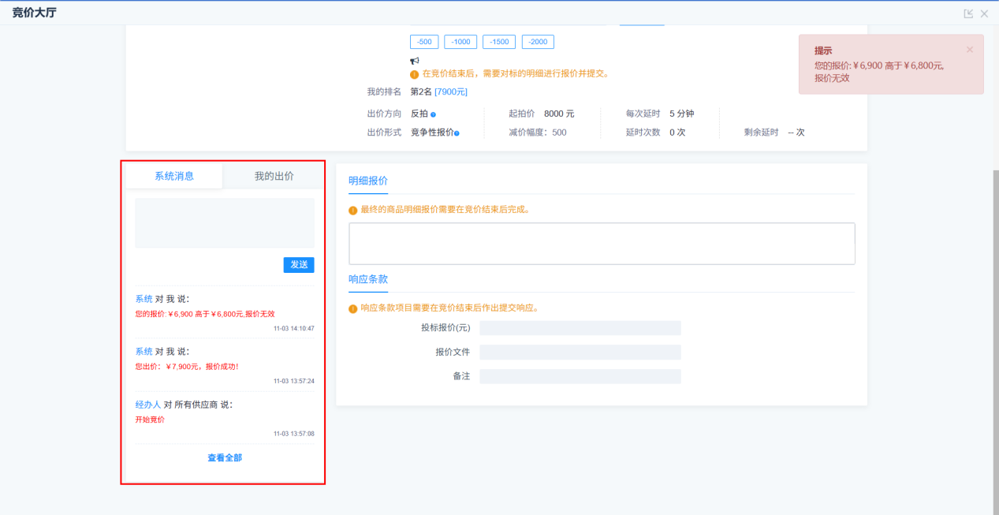 竞价大厅
-500 -1000 -1500 -2000
在竞价结束后，需要对标的明细进行报价并提交。
我的排名 第2名 [7900元]
出价方向 反拍 起拍价 8000 元 每次延时 5 分钟
出价形式 竞争性报价 减价幅度：500 延时次数 0 次 剩余延时 -- 次
提示
您的报价:￥6,900 高于￥6,800元,
报价无效
系统消息 我的出价
发送
系统 对 我 说：
您的报价:￥6,900 高于￥6,800元,报价无效
11-03 14:10:47
系统 对 我 说：
您出价：￥7,900元，报价成功!
11-03 13:57:24
经办人 对 所有供应商 说：
开始竞价
11-03 13:57:08
查看全部
明细报价
最终的商品明细报价需要在竞价结束后完成。
响应条款
响应条款项目需要在竞价结束后作出提交响应。
投标报价(元)
报价文件
备注